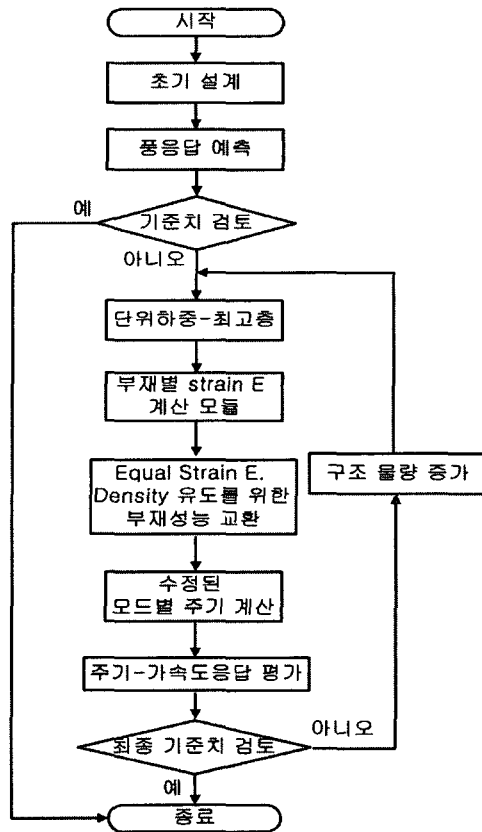 시작
초기 설계
풍응답 예측
예
기준치 검토
아니오
단위하중-최고층
부재별 strain E
계산 모듈
Equal Strain E.
Density 유도를 위한
부재성능 교환
구조 물량 증가
수정된
모드별 주기 계산
주기-가속도응답 평가
아니오
최종 기준치 검토
예
종료